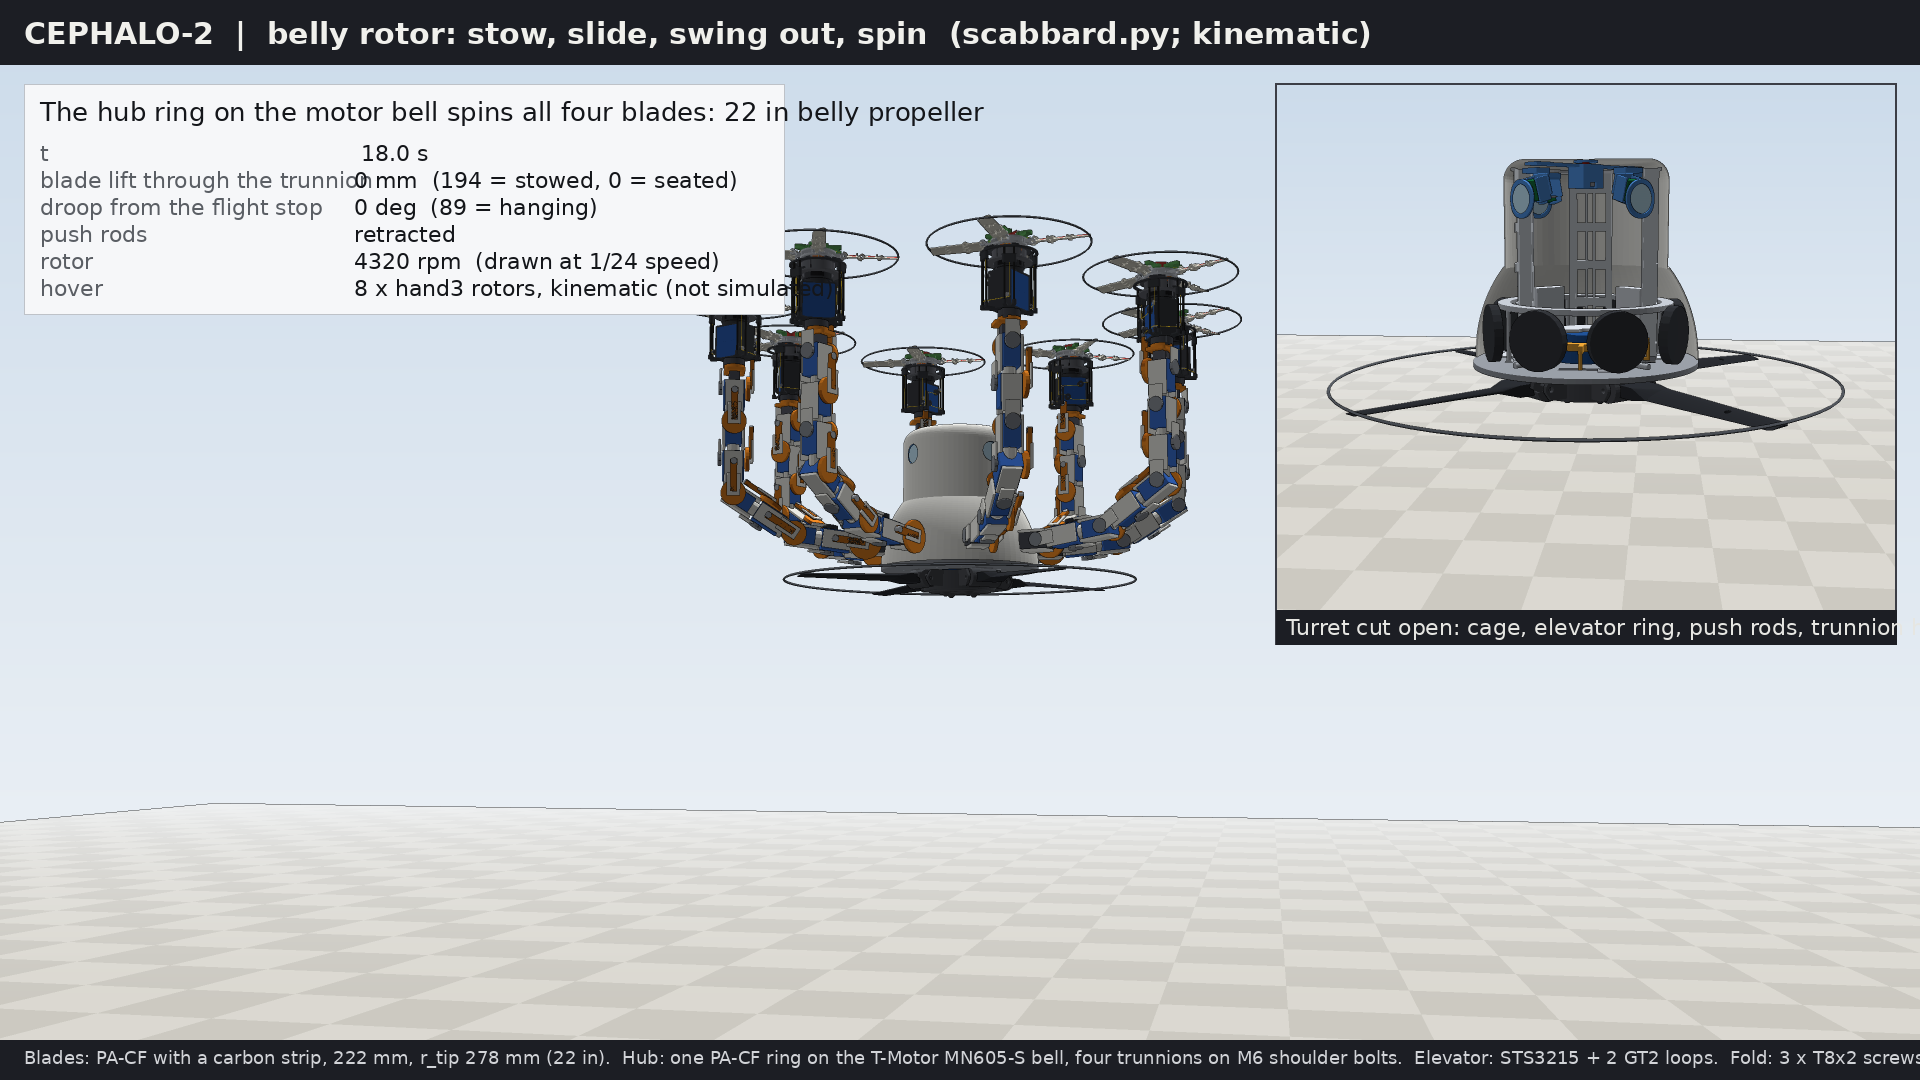 CEPHALO-2 | belly rotor: stow, slide, swing out, spin (scabbard.py; kinematic)
The hub ring on the motor bell spins all four blades: 22 in belly propeller
t 18.0 s
blade lift through the trunnion 0 mm (194 = stowed, 0 = seated)
droop from the flight stop 0 deg (89 = hanging)
push rods retracted
rotor 4320 rpm (drawn at 1/24 speed)
hover 8 x hand3 rotors, kinematic (not simulated)
Turret cut open: cage, elevator ring, push rods, trunnion
Blades: PA-CF with a carbon strip, 222 mm, r_tip 278 mm (22 in). Hub: one PA-CF ring on the T-Motor MN605-S bell, four trunnions on M6 shoulder bolts. Elevator: STS3215 + 2 GT2 loops. Fold: 3 x T8x2 screws